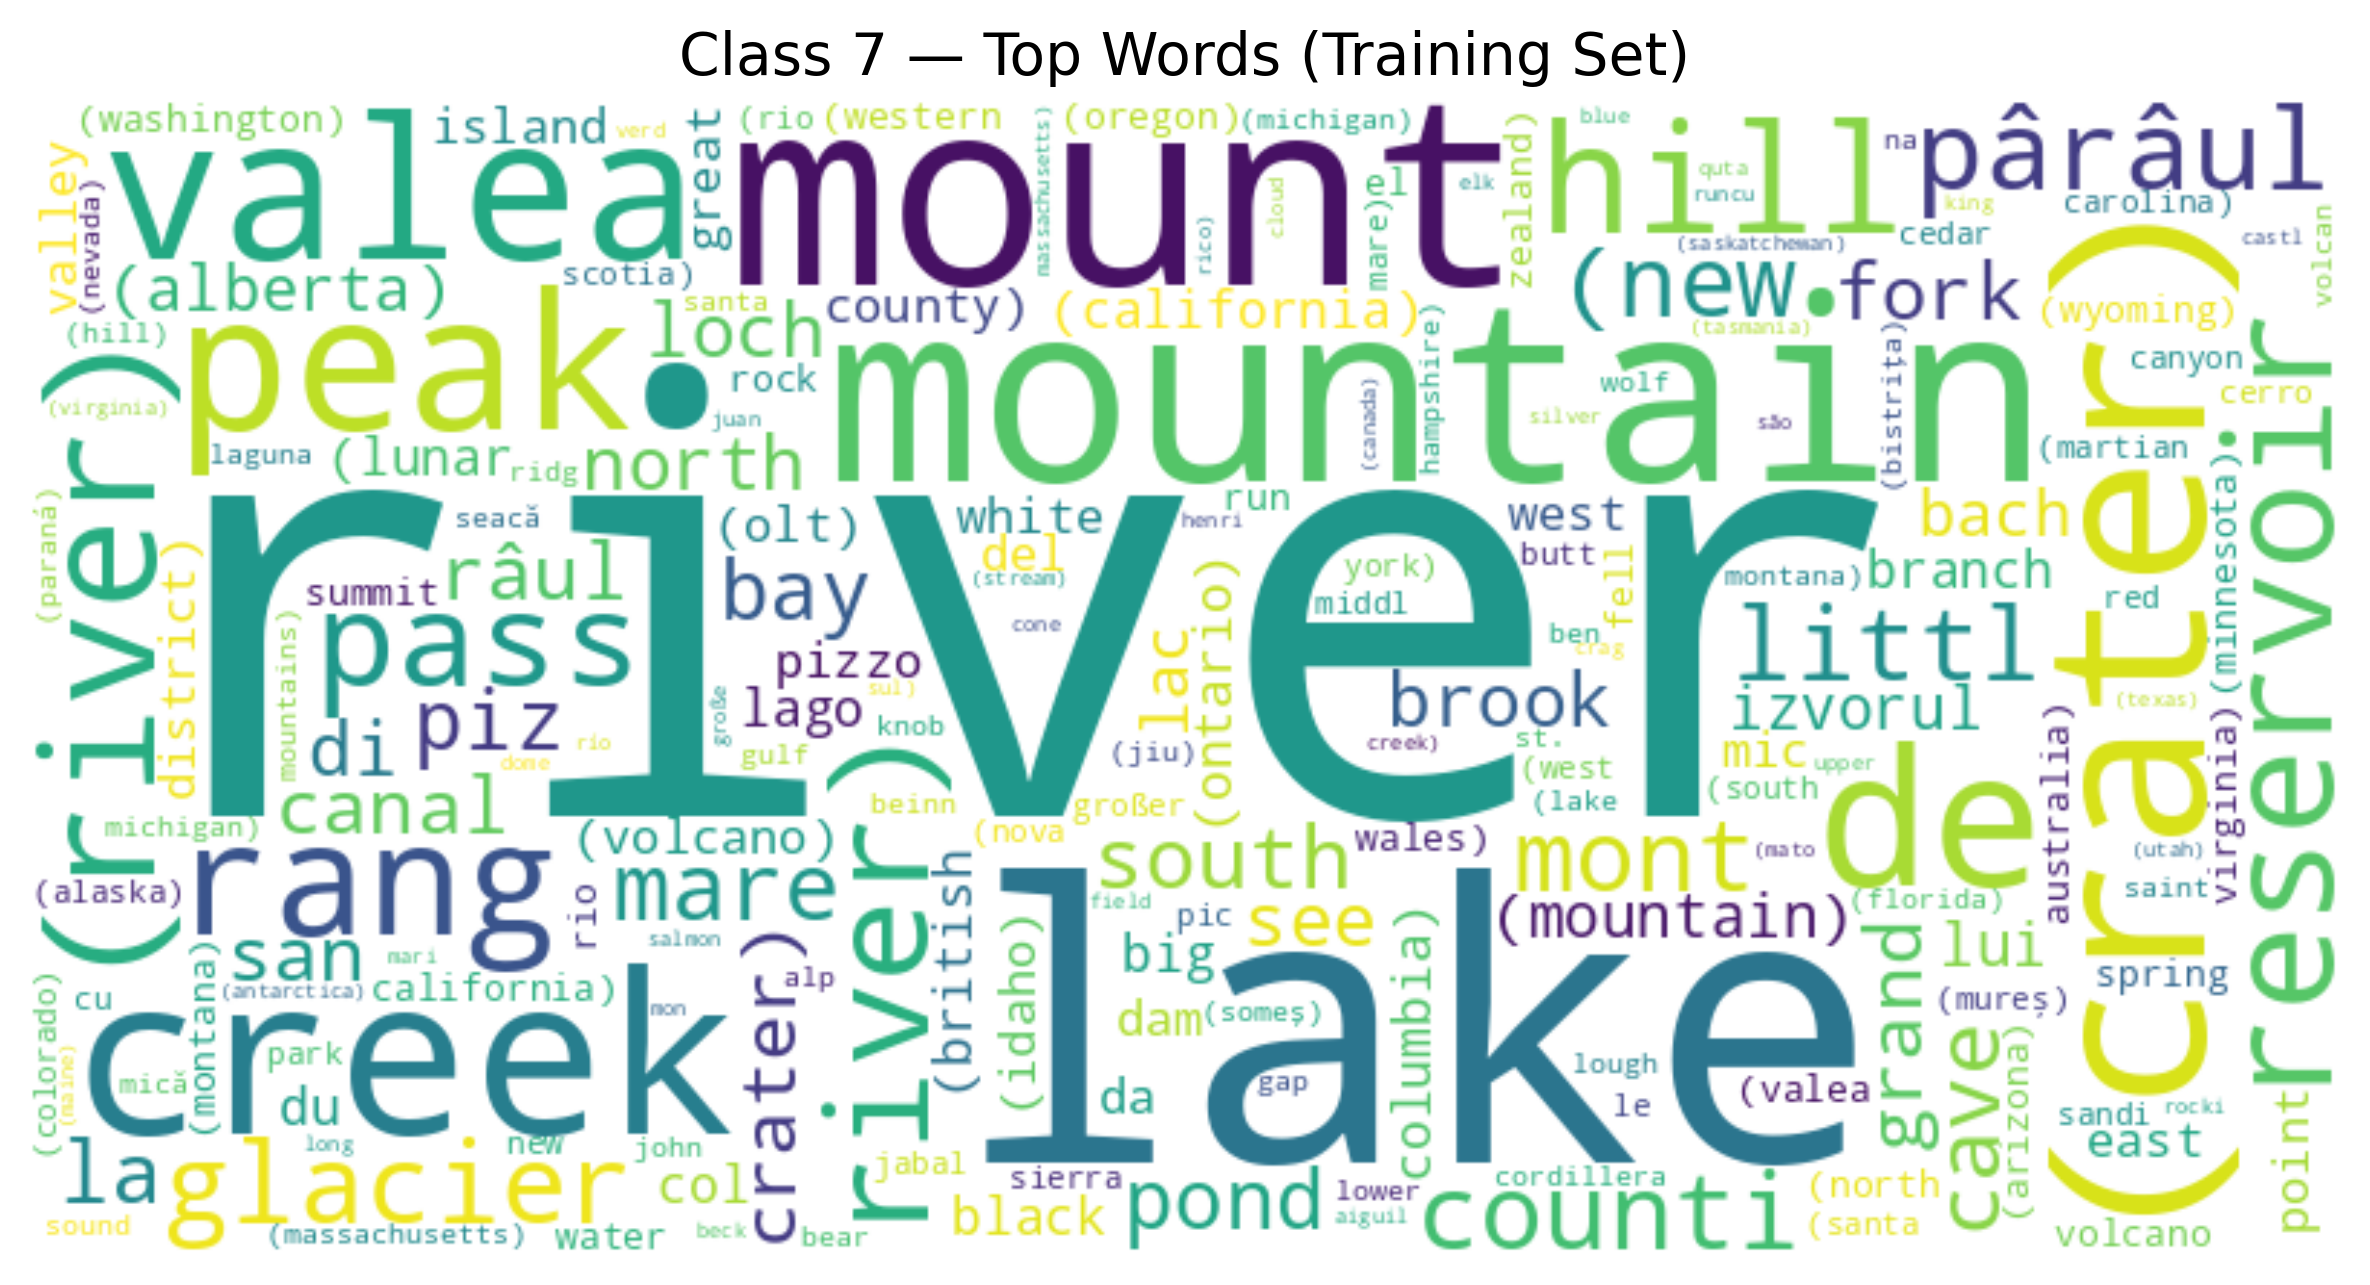 Class 7 — Top Words (Training Set)
(washington)
island
verd
great
(rio
(western
massachusetts)
(oregon)
(michigan)
blue
na
pârâul
valley
(nevada)
valea
mount
cloud
rico)
mare)
el
elk
zealand)
hill
quta
runcu
king
carolina)
cedar
castl
volcan
(alberta)
scotia)
santa
county)
(california)
(saskatchewan)
(new
.
fork
(wyoming)
(tasmania)
(hill)
(river)
(virginia)
peak
.
loch
rock
juan
mountain
(canada)
hampshire)
wolf
silver
são
(bistrița)
canyon
cerro
(martian
laguna
(lunar
ridg
north
river
(paraná)
district)
seacă
(olt)
white
del
(stream)
henri
run
west
butt
bach
(crater)
(minnesota)
reservoir
summit
râul
bay
cone
york)
middl
fell
montana)
branch
red
pass
mountains)
pizzo
lac
(ontario)
ben
crag
littl
di
piz
río
dome
große
lago
sul)
knob
gulf
(jiu)
brook
creek)
st.
(west
(lake
izvorul
mic
upper
(south
australia)
(texas)
virginia)
canal
michigan)
(volcano)
beinn
river)
großer
(nova
south
wales)
mont
(mato
de
(utah)
saint
(alaska)
rang
rio
mare
(british
field
pic
see
(mountain)
(florida)
san
mari
salmon
crater)
alp
(idaho)
big
columbia)
grand
lui
spring
(colorado)
cu
(montana)
(antarctica)
california)
mon
lake
dam
(someș)
(mureș)
(maine)
mică
creek
park
du
da
gap
lough
le
(valea
cave
(arizona)
sandi
rocki
east
point
long
new
john
la
glacier
col
jabal
sierra
lower
cordillera
(north
sound
(massachusetts)
water
beck
bear
black
pond
aiguil
counti
(santa
volcano